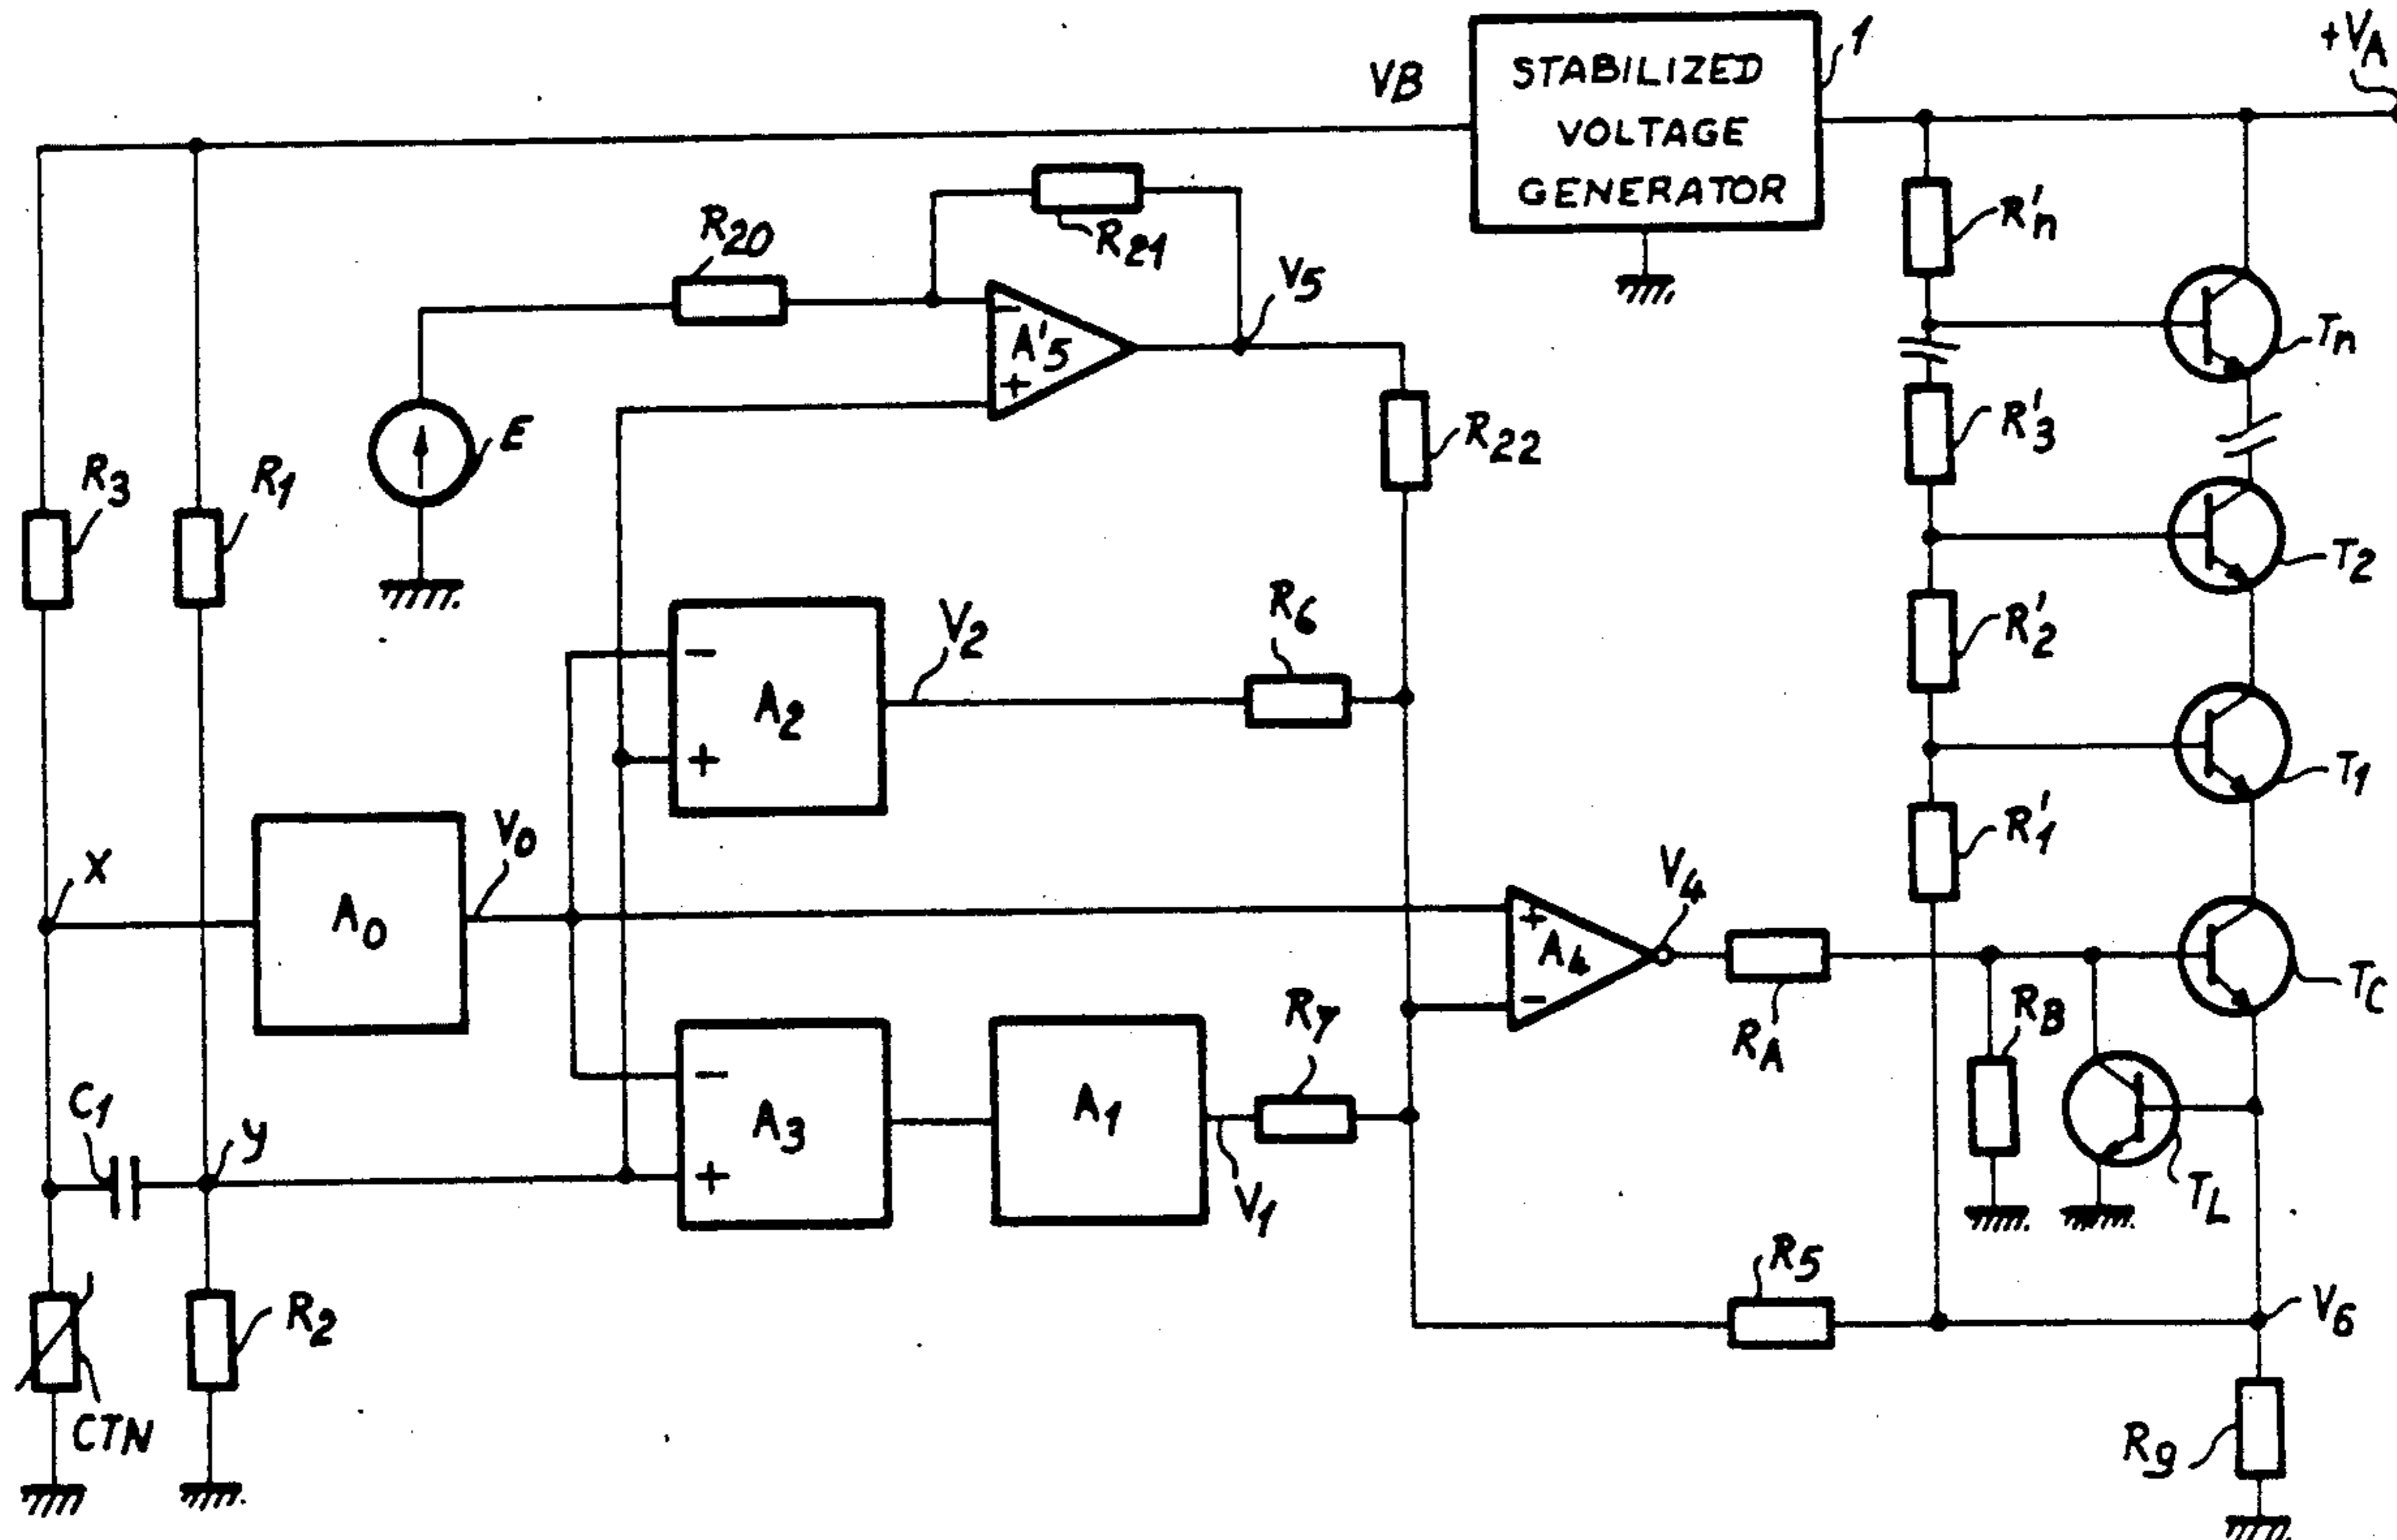 +VA
1
VB
STABILIZED
VOLTAGE
GENERATOR
R'n
R20
R21
V5
−
A'5
+
Tn
E
R22
R'3
R3
R1
T2
R6
V2
R'2
−
A2
+
T1
R'1
V0
X
A0
V4
+
A4
−
RA
RB
TC
R7
C1
y
−
A3
+
A1
V1
TL
R5
V6
R2
CTN
R9